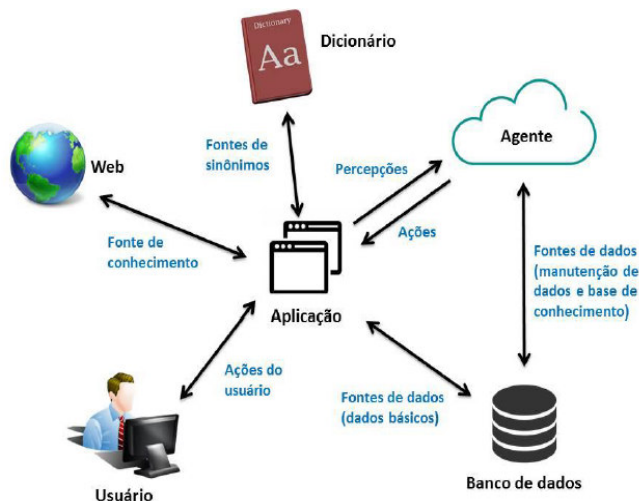 Dictionary
Aa
Dicionário
Agente
Web
Fontes de
sinônimos
Percepções
Ações
Fonte de
conhecimento
Fontes de dados
(manutenção de
dados e base de
conhecimento)
Aplicação
Ações do
usuário
Fontes de dados
(dados básicos)
Usuário
Banco de dados